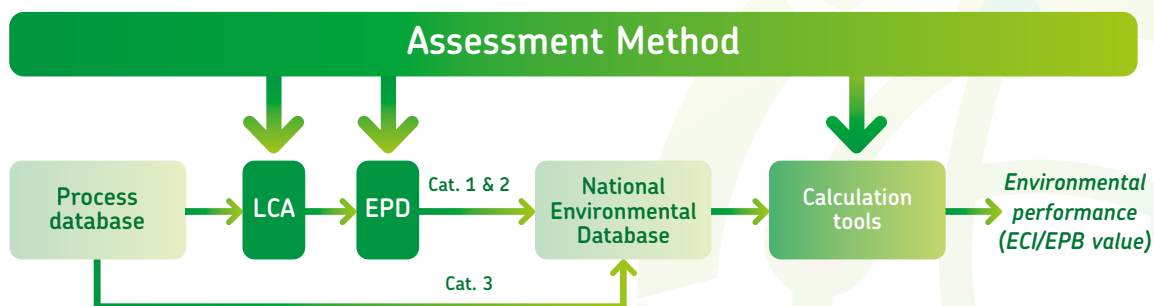 Assessment Method
Process
database
LCA
EPD
Cat. 1 & 2
National
Environmental
Database
Calculation
tools
Environmental
performance
(ECI/EPB value)
Cat. 3